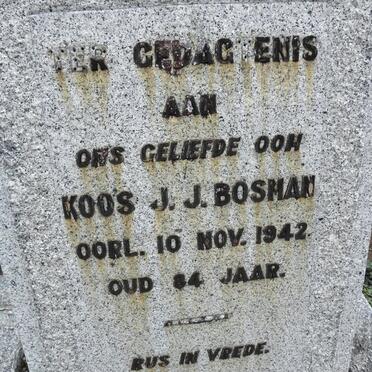 TER GEDAGTENIS
AAN
ONS GELIEFDE OOM
KOOS J. J. BOSMAN
OORL. 10 NOV. 1942.
OUD 84 JAAR.
RUS IN VREDE.